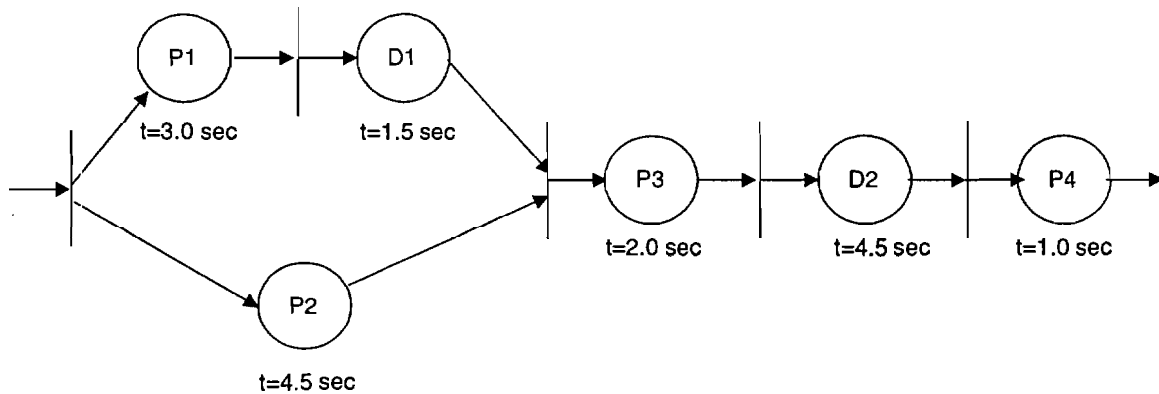 P1
D1
t=3.0 sec
t=1.5 sec
P3
D2
P4
t=2.0 sec
t=4.5 sec
t=1.0 sec
P2
t=4.5 sec